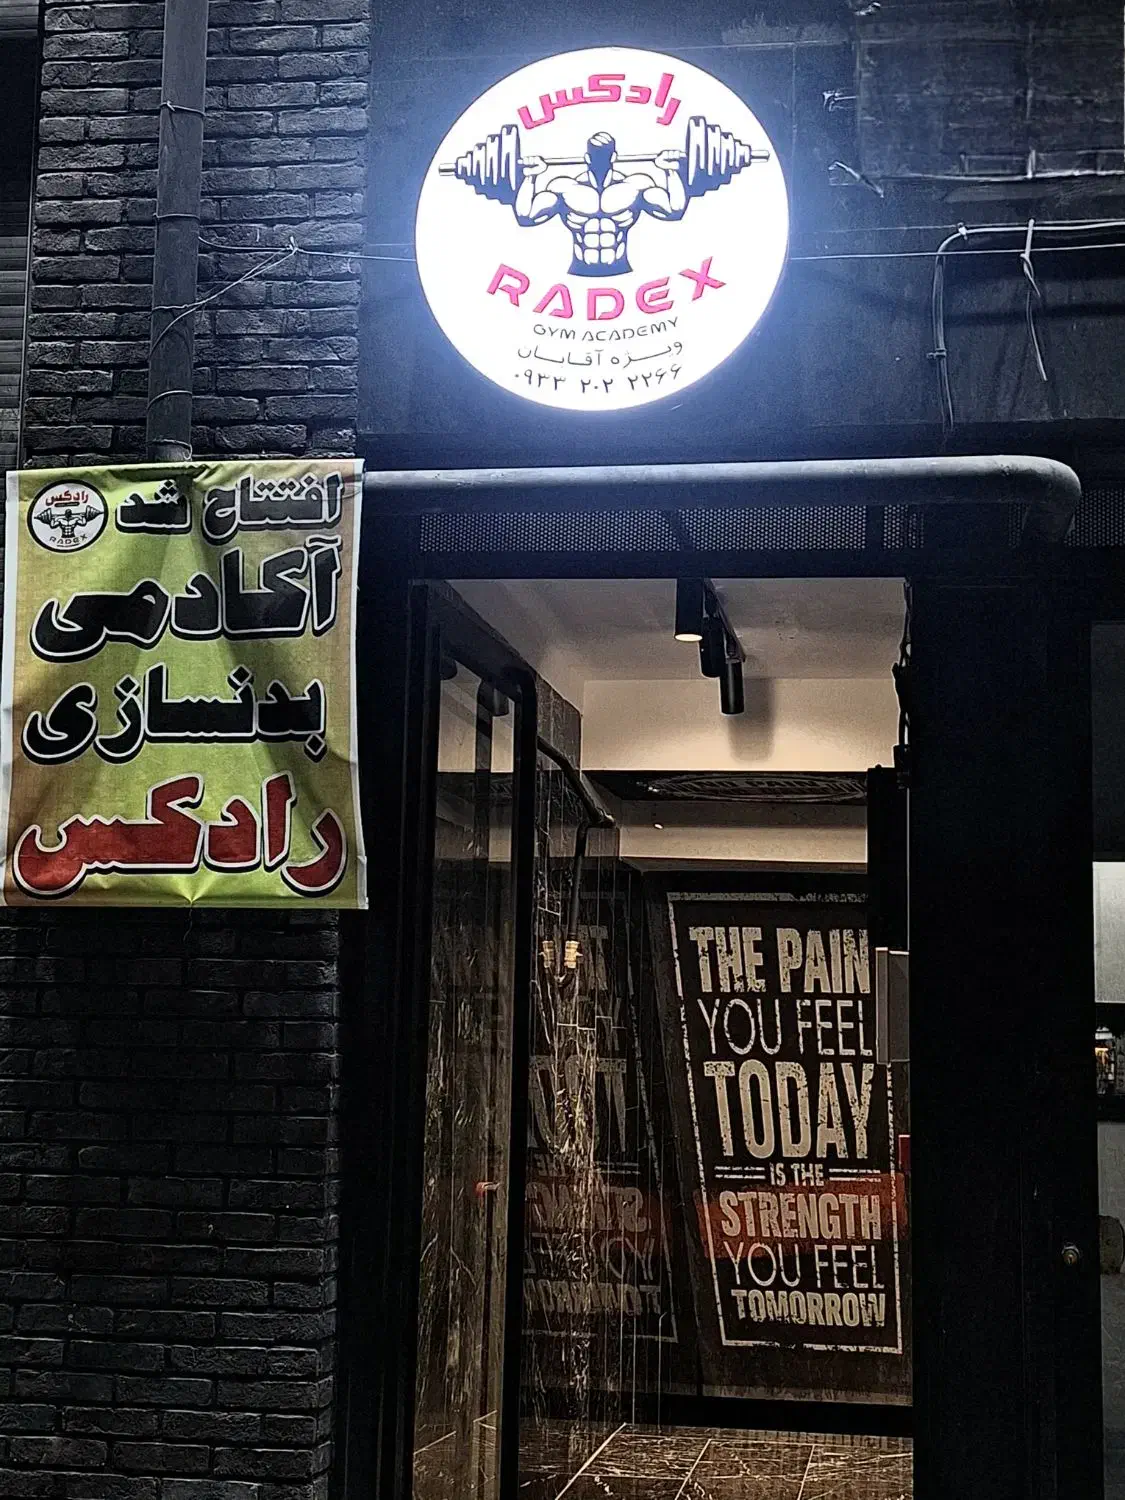 رادکس
RADEX
GYM ACADEMY
ویژه آقایان
۰۹۳۳ ۲۰۲ ۲۲۶۶
افتتاح شد
رادکس
RADEX
آکادمی
بدنسازی
رادکس
THE PAIN
YOU FEEL
TODAY
IS THE
STRENGTH
YOU FEEL
TOMORROW